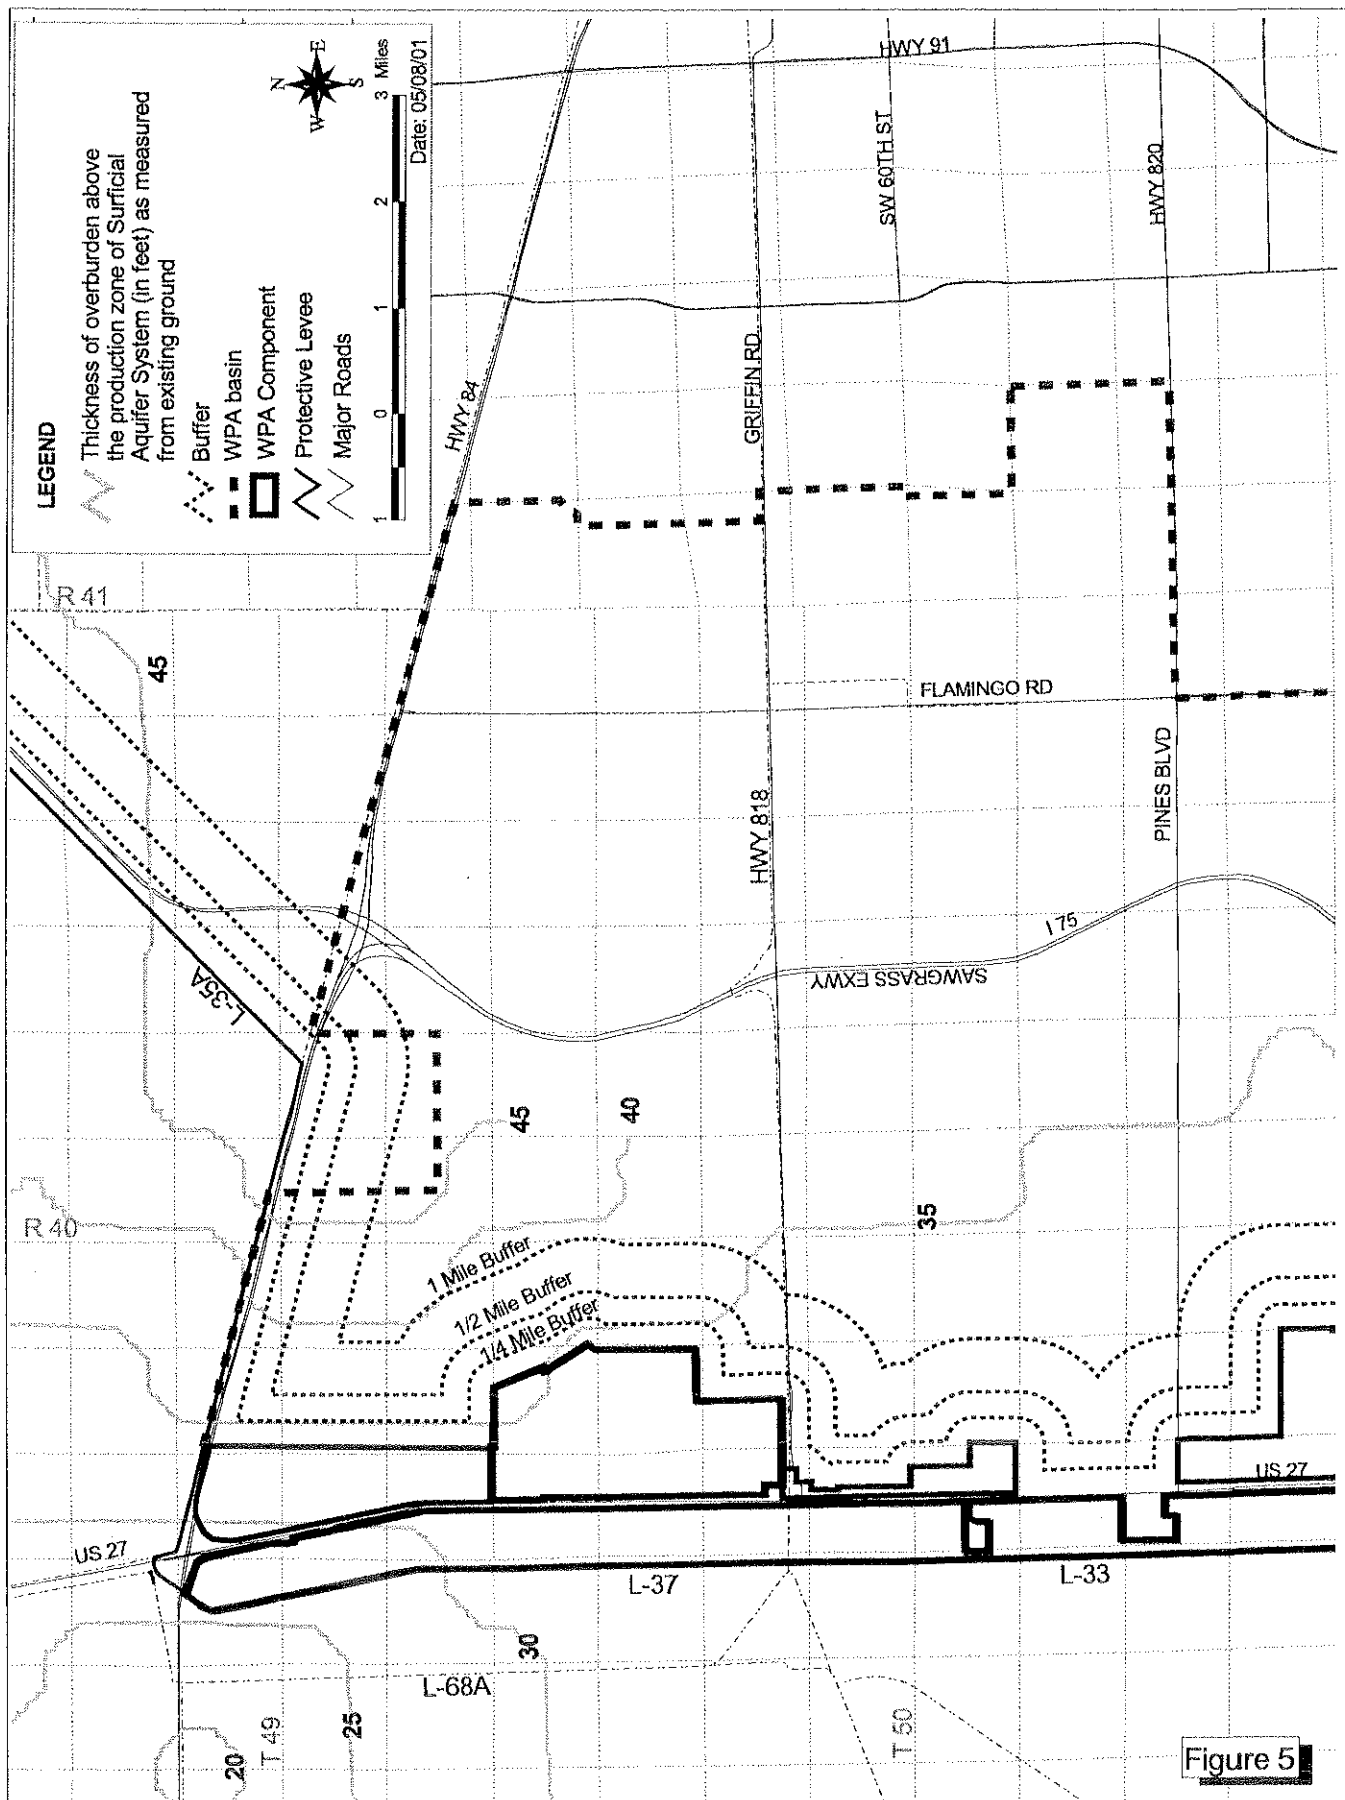 LEGEND
Thickness of overburden above
the production zone of Surficial
Aquifer System (in feet) as measured
from existing ground
Buffer
WPA basin
WPA Component
Protective Levee
Major Roads
N
E
S
W
1 0 1 2 3 Miles
Date: 05/08/01
HWY 91
HWY 84
SW 60TH ST
HWY 820
GRIFFIN RD
R 41
45
FLAMINGO RD
PINES BLVD
HWY 818
I 75
SAWGRASS EXWY
L-35A
45
40
35
R 40
1 Mile Buffer
1/2 Mile Buffer
1/4 Mile Buffer
US 27
US 27
L-37
L-33
30
L-68A
25
T 49
20
T 50
Figure 5